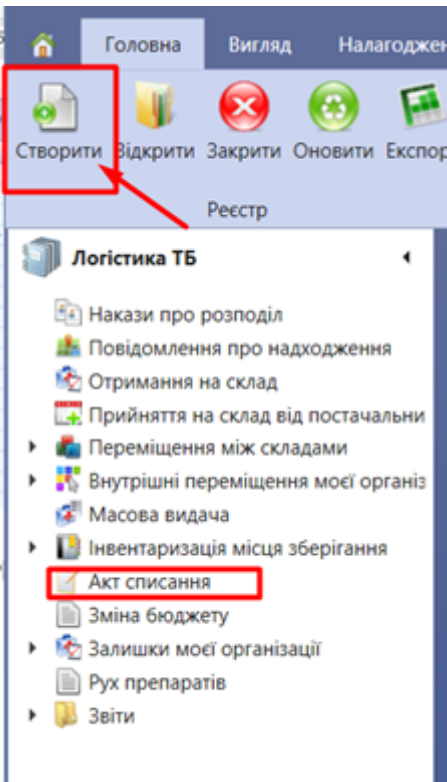 Головна Вигляд Налагоджен
Створити Відкрити Закрити Оновити Експор
Реєстр
Логістика ТБ
Накази про розподіл
Повідомлення про надходження
Отримання на склад
Прийняття на склад від постачальни
Переміщення між складами
Внутрішні переміщення моєї організ
Масова видача
Інвентаризація місця зберігання
Акт списання
Зміна бюджету
Залишки моєї організації
Рух препаратів
Звіти